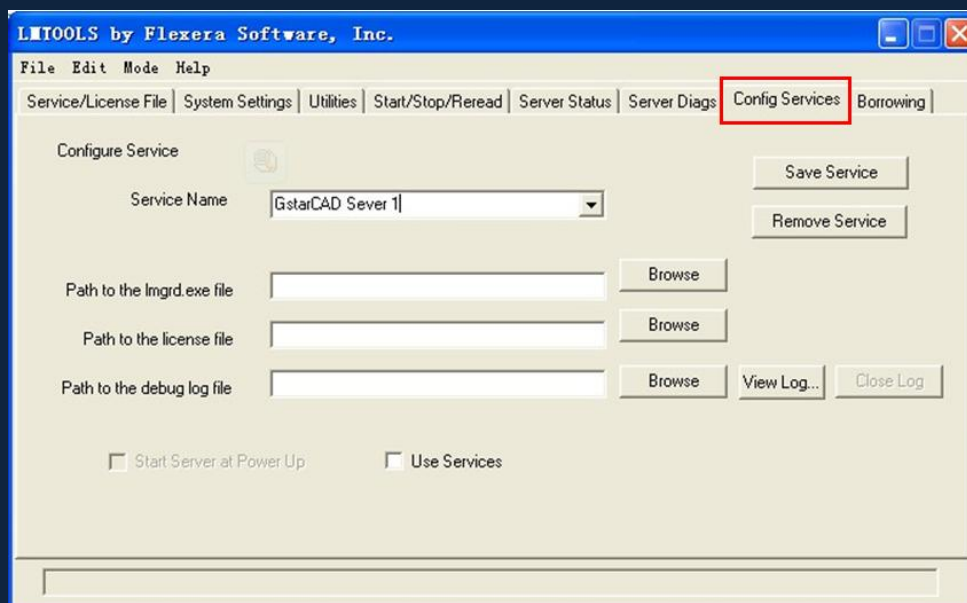 LMTOOLS by Flexera Software, Inc.
File Edit Mode Help
Service/License File System Settings Utilities Start/Stop/Reread Server Status Server Diags Config Services Borrowing
Configure Service
Save Service
Service Name GstarCAD Sever 1
Remove Service
Path to the lmgrd.exe file Browse
Path to the license file Browse
Path to the debug log file Browse View Log... Close Log
Start Server at Power Up Use Services